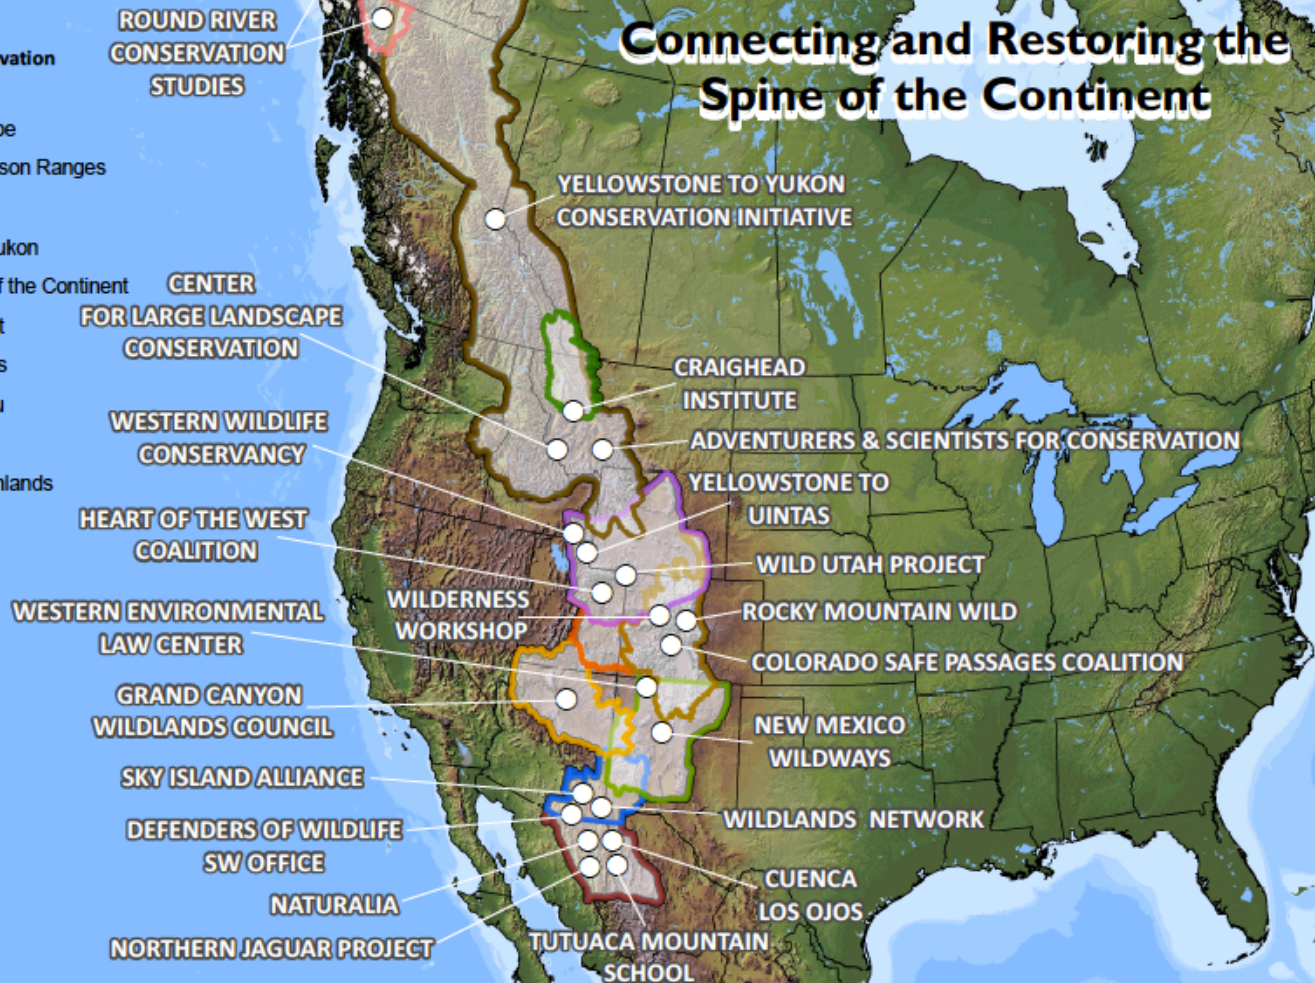 Connecting and Restoring the
Spine of the Continent
ROUND RIVER
CONSERVATION
STUDIES
vation
pe
son Ranges
ukon
f the Continent
t
s
u
nlands
YELLOWSTONE TO YUKON
CONSERVATION INITIATIVE
CENTER
FOR LARGE LANDSCAPE
CONSERVATION
CRAIGHEAD
INSTITUTE
WESTERN WILDLIFE
CONSERVANCY
ADVENTURERS & SCIENTISTS FOR CONSERVATION
YELLOWSTONE TO
UINTAS
HEART OF THE WEST
COALITION
WILD UTAH PROJECT
WILDERNESS
WORKSHOP
ROCKY MOUNTAIN WILD
WESTERN ENVIRONMENTAL
LAW CENTER
COLORADO SAFE PASSAGES COALITION
GRAND CANYON
WILDLANDS COUNCIL
NEW MEXICO
WILDWAYS
SKY ISLAND ALLIANCE
WILDLANDS NETWORK
DEFENDERS OF WILDLIFE
SW OFFICE
CUENCA
LOS OJOS
NATURALIA
NORTHERN JAGUAR PROJECT
TUTUACA MOUNTAIN
SCHOOL